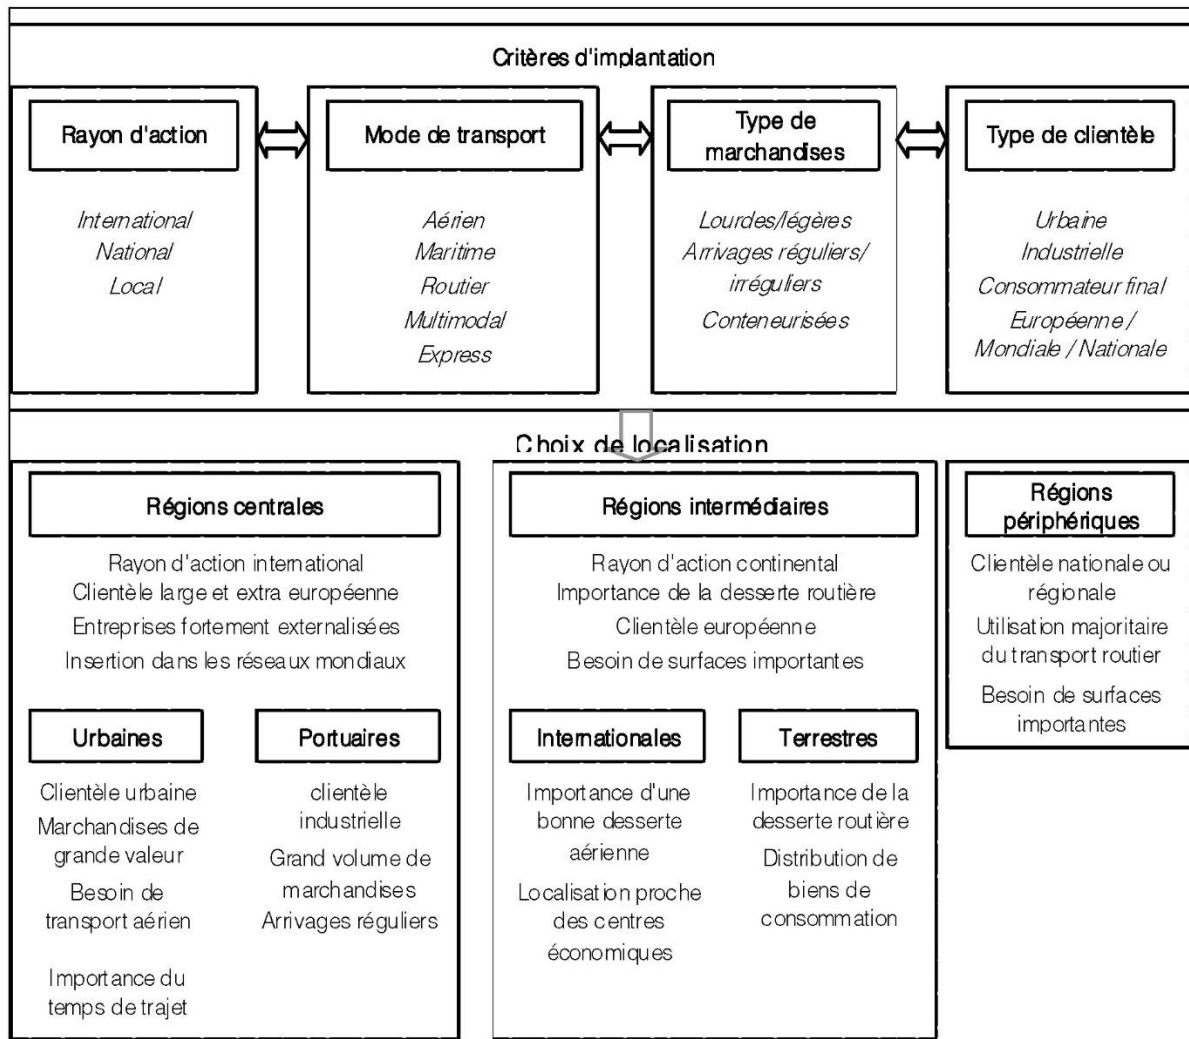 Critères d'implantation
Rayon d'action
International
National
Local
Mode de transport
Aérien
Maritime
Routier
Multimodal
Express
Type de
marchandises
Lourdes/légères
Arrivages réguliers/
irréguliers
Conteneurisées
Type de clientèle
Urbaine
Industrielle
Consommateur final
Européenne /
Mondiale / Nationale
Choix de localisation
Régions centrales
Rayon d'action international
Clientèle large et extra européenne
Entreprises fortement externalisées
Insertion dans les réseaux mondiaux
Urbaines
Clientèle urbaine
Marchandises de
grande valeur
Besoin de
transport aérien
Importance du
temps de trajet
Portuaires
clientèle
industrielle
Grand volume de
marchandises
Arrivages réguliers
Régions intermédiaires
Rayon d'action continental
Importance de la desserte routière
Clientèle européenne
Besoin de surfaces importantes
Internationales
Importance d'une
bonne desserte
aérienne
Localisation proche
des centres
économiques
Terrestres
Importance de la
desserte routière
Distribution de
biens de
consommation
Régions
périphériques
Clientèle nationale ou
régionale
Utilisation majoritaire
du transport routier
Besoin de surfaces
importantes